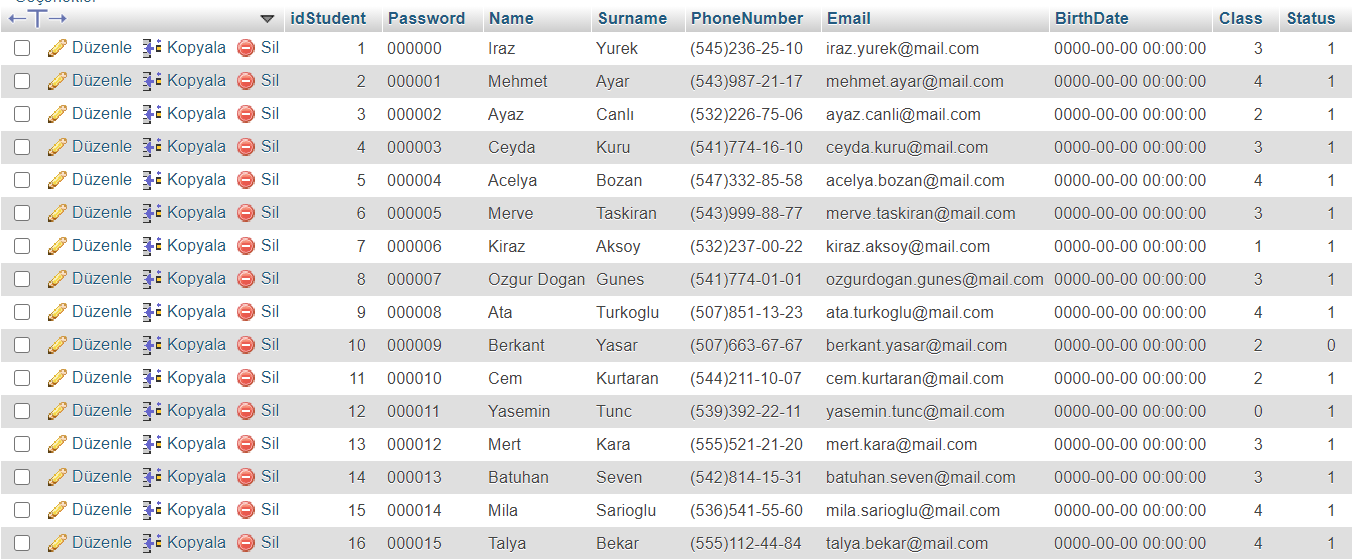 Seçenekler
idStudent Password Name Surname PhoneNumber Email BirthDate Class Status
Düzenle Kopyala Sil 1 000000 Iraz Yurek (545)236-25-10 iraz.yurek@mail.com 0000-00-00 00:00:00 3 1
Düzenle Kopyala Sil 2 000001 Mehmet Ayar (543)987-21-17 mehmet.ayar@mail.com 0000-00-00 00:00:00 4 1
Düzenle Kopyala Sil 3 000002 Ayaz Canlı (532)226-75-06 ayaz.canli@mail.com 0000-00-00 00:00:00 2 1
Düzenle Kopyala Sil 4 000003 Ceyda Kuru (541)774-16-10 ceyda.kuru@mail.com 0000-00-00 00:00:00 3 1
Düzenle Kopyala Sil 5 000004 Acelya Bozan (547)332-85-58 acelya.bozan@mail.com 0000-00-00 00:00:00 4 1
Düzenle Kopyala Sil 6 000005 Merve Taskiran (543)999-88-77 merve.taskiran@mail.com 0000-00-00 00:00:00 3 1
Düzenle Kopyala Sil 7 000006 Kiraz Aksoy (532)237-00-22 kiraz.aksoy@mail.com 0000-00-00 00:00:00 1 1
Düzenle Kopyala Sil 8 000007 Ozgur Dogan Gunes (541)774-01-01 ozgurdogan.gunes@mail.com 0000-00-00 00:00:00 3 1
Düzenle Kopyala Sil 9 000008 Ata Turkoglu (507)851-13-23 ata.turkoglu@mail.com 0000-00-00 00:00:00 4 1
Düzenle Kopyala Sil 10 000009 Berkant Yasar (507)663-67-67 berkant.yasar@mail.com 0000-00-00 00:00:00 2 0
Düzenle Kopyala Sil 11 000010 Cem Kurtaran (544)211-10-07 cem.kurtaran@mail.com 0000-00-00 00:00:00 2 1
Düzenle Kopyala Sil 12 000011 Yasemin Tunc (539)392-22-11 yasemin.tunc@mail.com 0000-00-00 00:00:00 0 1
Düzenle Kopyala Sil 13 000012 Mert Kara (555)521-21-20 mert.kara@mail.com 0000-00-00 00:00:00 3 1
Düzenle Kopyala Sil 14 000013 Batuhan Seven (542)814-15-31 batuhan.seven@mail.com 0000-00-00 00:00:00 3 1
Düzenle Kopyala Sil 15 000014 Mila Sarioglu (536)541-55-60 mila.sarioglu@mail.com 0000-00-00 00:00:00 4 1
Düzenle Kopyala Sil 16 000015 Talya Bekar (555)112-44-84 talya.bekar@mail.com 0000-00-00 00:00:00 4 1